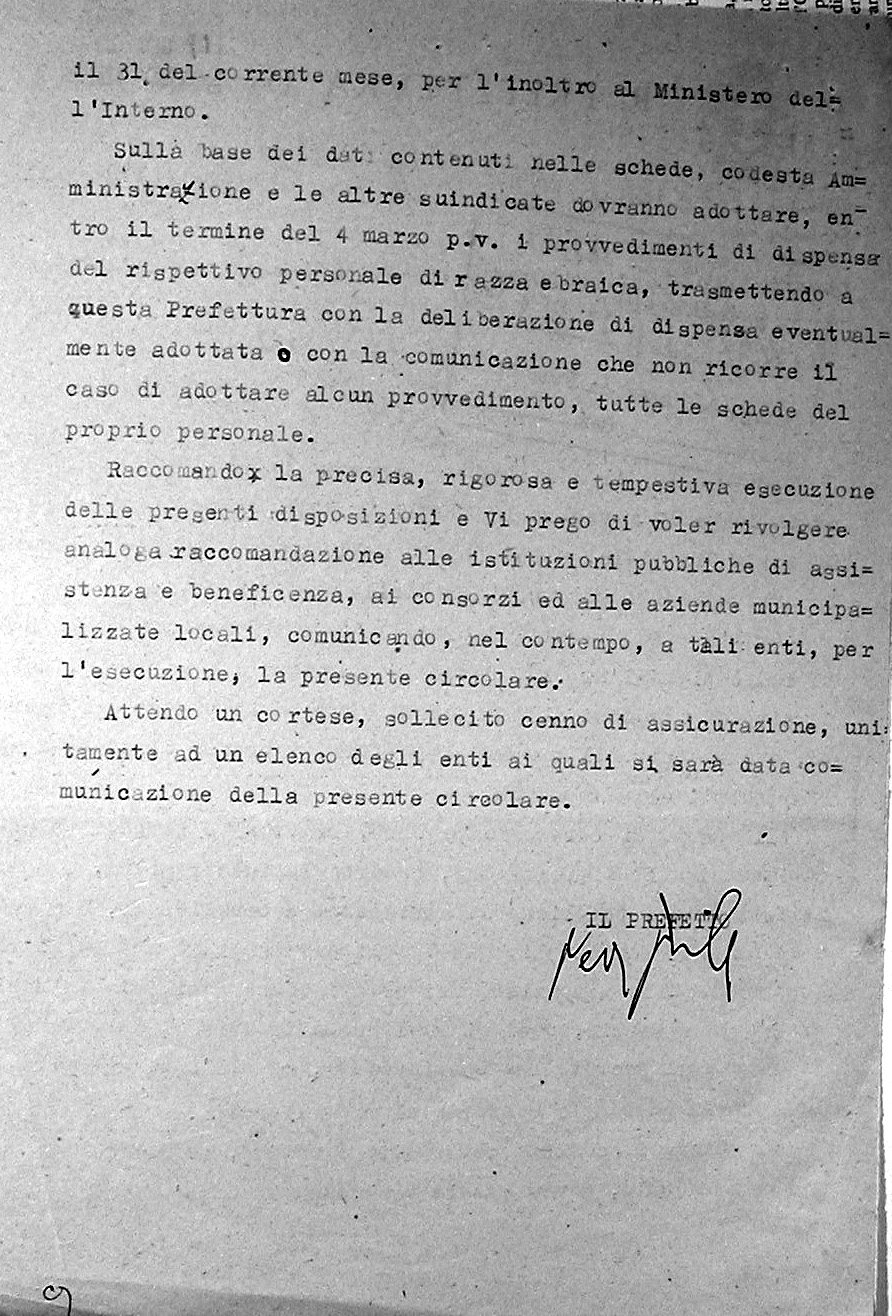 il 31 del corrente mese, per l'inoltro al Ministero del=
l'Interno.
Sulla base dei dati contenuti nelle schede, codesta Am=
ministrazione e le altre suindicate dovranno adottare, en=
tro il termine del 4 marzo p.v. i provvedimenti di dispensa
del rispettivo personale di razza ebraica, trasmettendo a
questa Prefettura con la deliberazione di dispensa eventual=
mente adottata o con la comunicazione che non ricorre il
caso di adottare alcun provvedimento, tutte le schede del
proprio personale.
Raccomandox la precisa, rigorosa e tempestiva esecuzione
delle presenti disposizioni e Vi prego di voler rivolgere
analoga raccomandazione alle istituzioni pubbliche di assi=
stenza e beneficenza, ai consorzi ed alle aziende municipa=
lizzate locali, comunicando, nel contempo, a tali enti, per
l'esecuzione, la presente circolare.
Attendo un cortese, sollecito cenno di assicurazione, uni=
tamente ad un elenco degli enti ai quali si sarà data co=
municazione della presente circolare.
IL PREFETTO